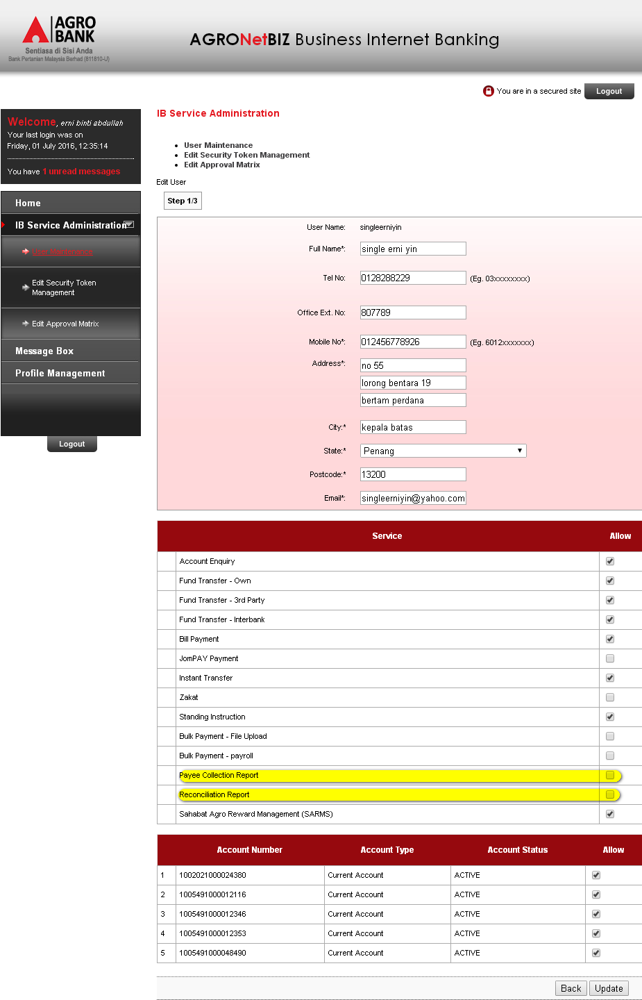 AGRO
BANK
Sentiasa di Sisi Anda
Bank Pertanian Malaysia Berhad (811810-U)
AGRONetBIZ Business Internet Banking
You are in a secured site
Logout
Welcome, erni binti abdullah
Your last login was on
Friday, 01 July 2016, 12:35:14
You have 1 unread messages
Home
IB Service Administration
User Maintenance
Edit Security Token
Management
Edit Approval Matrix
Message Box
Profile Management
Logout
IB Service Administration
User Maintenance
Edit Security Token Management
Edit Approval Matrix
Edit User
Step 1/3
User Name: singleerniyin
Full Name*: single erni yin
Tel No: 0128288229 (Eg. 03xxxxxxxx)
Office Ext. No: 807789
Mobile No*: 012456778926 (Eg. 6012xxxxxxx)
Address*: no 55
lorong bentara 19
bertam perdana
City:* kepala batas
State:* Penang
Postcode:* 13200
Email*: singleerniyin@yahoo.com
Service Allow
Account Enquiry
Fund Transfer - Own
Fund Transfer - 3rd Party
Fund Transfer - Interbank
Bill Payment
JomPAY Payment
Instant Transfer
Zakat
Standing Instruction
Bulk Payment - File Upload
Bulk Payment - payroll
Payee Collection Report
Reconciliation Report
Sahabat Agro Reward Management (SARMS)
Account Number Account Type Account Status Allow
1 1002021000024380 Current Account ACTIVE
2 1005491000012116 Current Account ACTIVE
3 1005491000012346 Current Account ACTIVE
4 1005491000012353 Current Account ACTIVE
5 1005491000048490 Current Account ACTIVE
Back Update